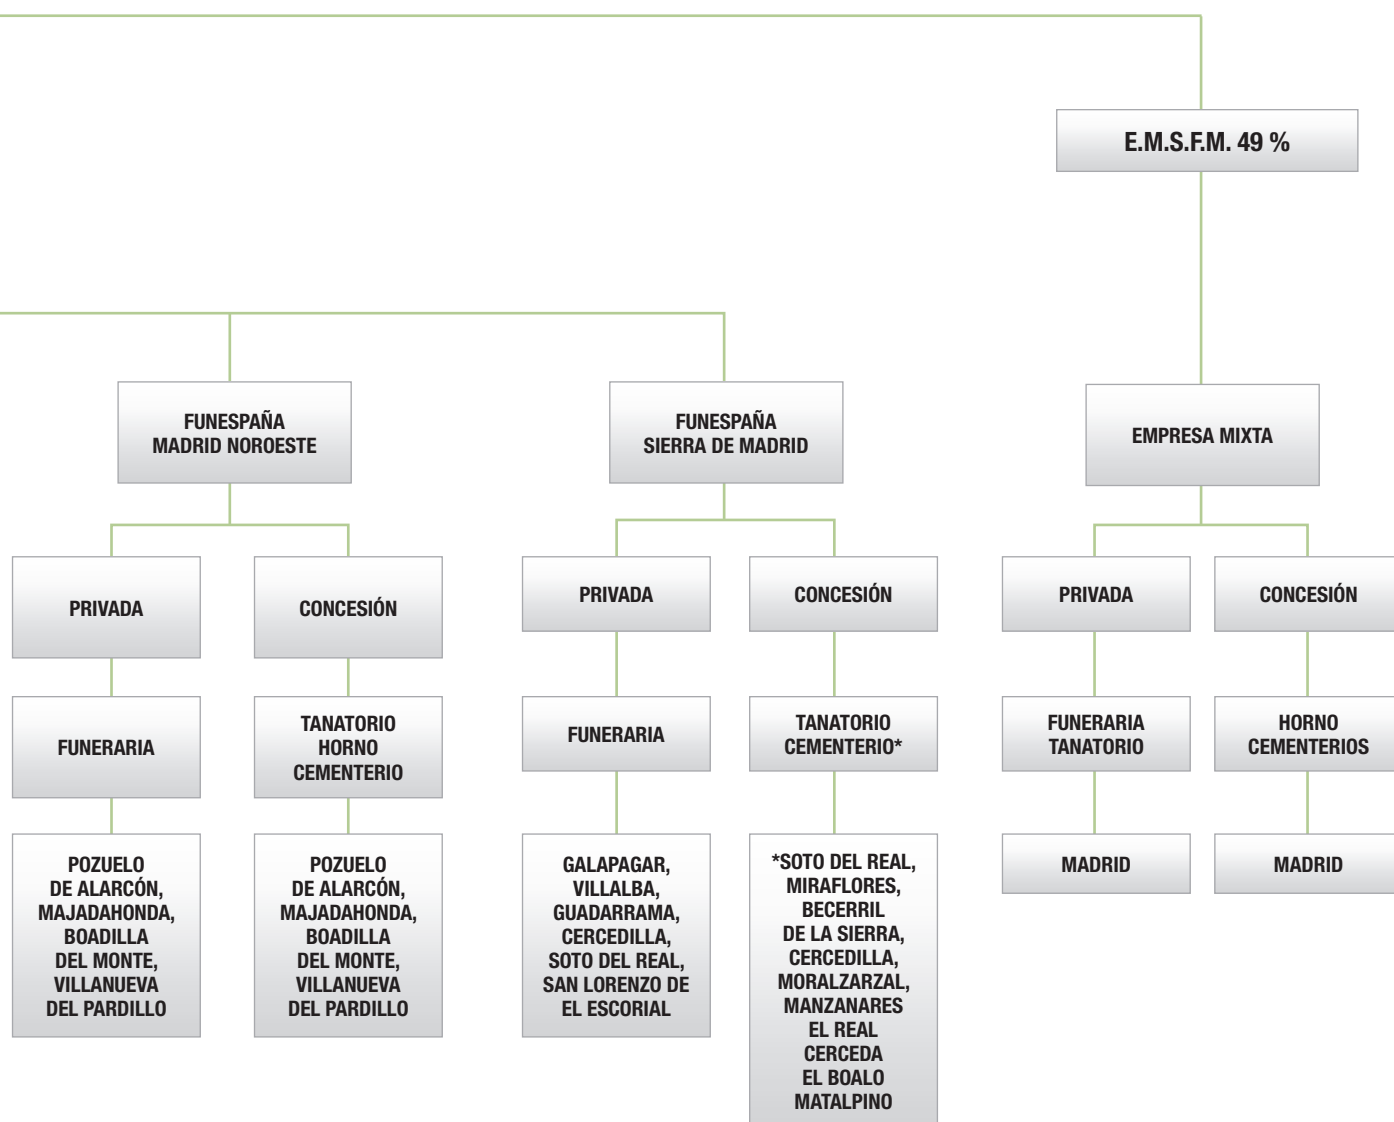 E.M.S.F.M. 49 %
FUNESPAÑA
MADRID NOROESTE
FUNESPAÑA
SIERRA DE MADRID
EMPRESA MIXTA
PRIVADA
CONCESIÓN
PRIVADA
CONCESIÓN
PRIVADA
CONCESIÓN
FUNERARIA
TANATORIO
HORNO
CEMENTERIO
FUNERARIA
TANATORIO
CEMENTERIO*
FUNERARIA
TANATORIO
HORNO
CEMENTERIOS
POZUELO
DE ALARCÓN,
MAJADAHONDA,
BOADILLA
DEL MONTE,
VILLANUEVA
DEL PARDILLO
POZUELO
DE ALARCÓN,
MAJADAHONDA,
BOADILLA
DEL MONTE,
VILLANUEVA
DEL PARDILLO
GALAPAGAR,
VILLALBA,
GUADARRAMA,
CERCEDILLA,
SOTO DEL REAL,
SAN LORENZO DE
EL ESCORIAL
*SOTO DEL REAL,
MIRAFLORES,
BECERRIL
DE LA SIERRA,
CERCEDILLA,
MORALZARZAL,
MANZANARES
EL REAL
CERCEDA
EL BOALO
MATALPINO
MADRID
MADRID